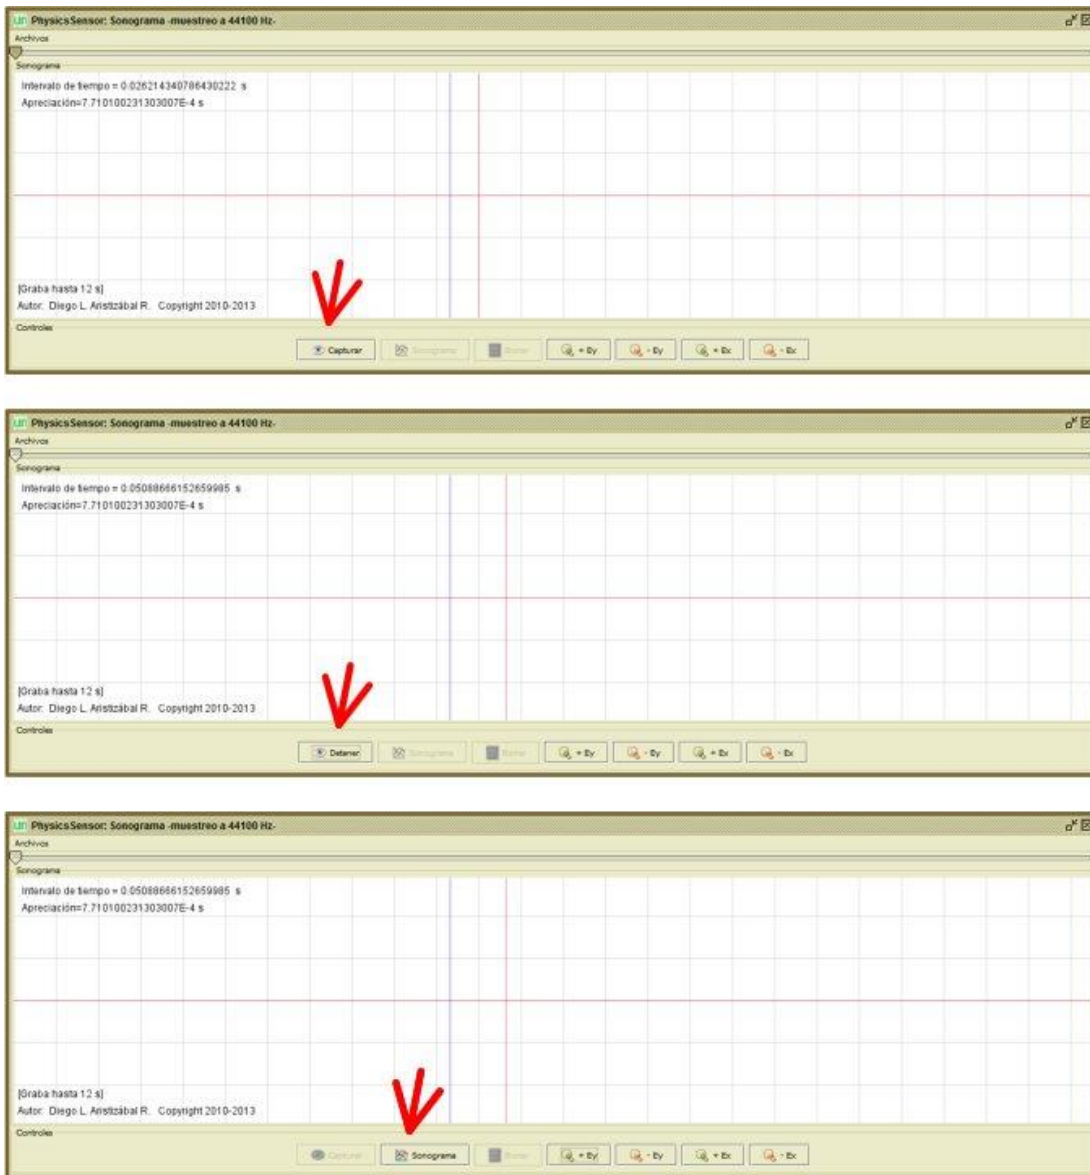 un PhysicsSensor: Sonograma -muestreo a 44100 Hz-
Archivos
Sonograma
Intervalo de tiempo = 0.026214340786430222 s
Apreciación=7.710100231303007E-4 s
[Graba hasta 12 s]
Autor: Diego L. Aristizábal R. Copyright 2010-2013
Controles
Capturar Sonograma Borrar + Ey - Ey + Ex - Ex
un PhysicsSensor: Sonograma -muestreo a 44100 Hz-
Archivos
Sonograma
Intervalo de tiempo = 0.05088666152659985 s
Apreciación=7.710100231303007E-4 s
[Graba hasta 12 s]
Autor: Diego L. Aristizábal R. Copyright 2010-2013
Controles
Detener Sonograma Borrar + Ey - Ey + Ex - Ex
un PhysicsSensor: Sonograma -muestreo a 44100 Hz-
Archivos
Sonograma
Intervalo de tiempo = 0.05088666152659985 s
Apreciación=7.710100231303007E-4 s
[Graba hasta 12 s]
Autor: Diego L. Aristizábal R. Copyright 2010-2013
Controles
Capturar Sonograma Borrar + Ey - Ey + Ex - Ex